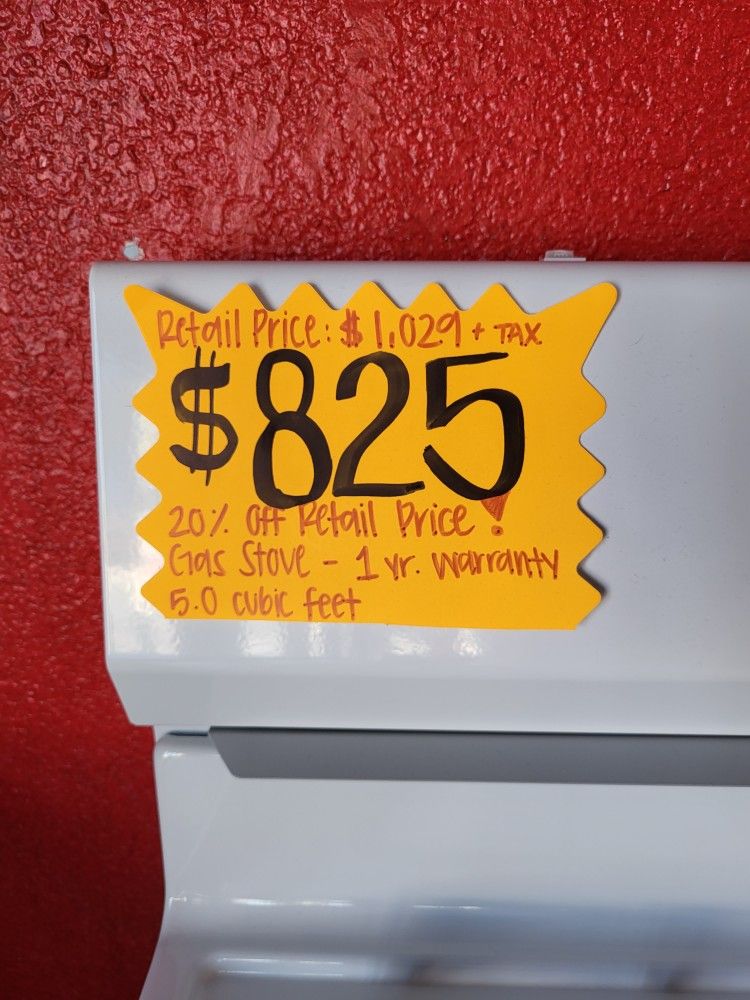 Retail Price: $1,029 + TAX
$825
20% Off Retail Price!
Gas Stove - 1 yr. warranty
5.0 cubic feet